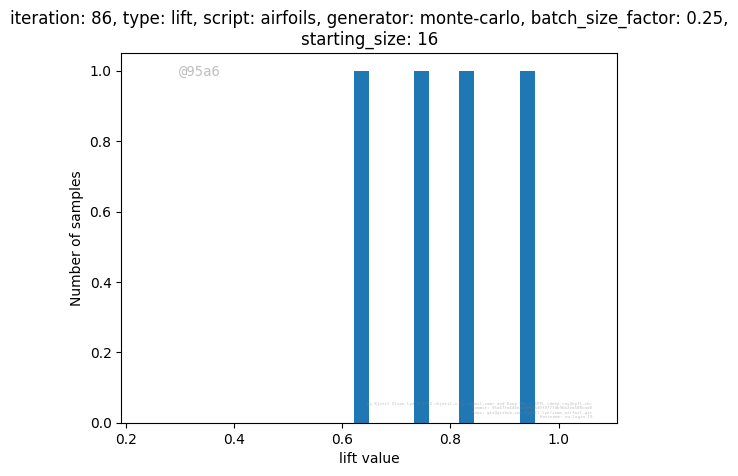 iteration: 86, type: lift, script: airfoils, generator: monte-carlo, batch_size_factor: 0.25,
starting_size: 16
@95a6
1.0
0.8
0.6
0.4
0.2
0.0
Number of samples
0.2 0.4 0.6 0.8 1.0
lift value